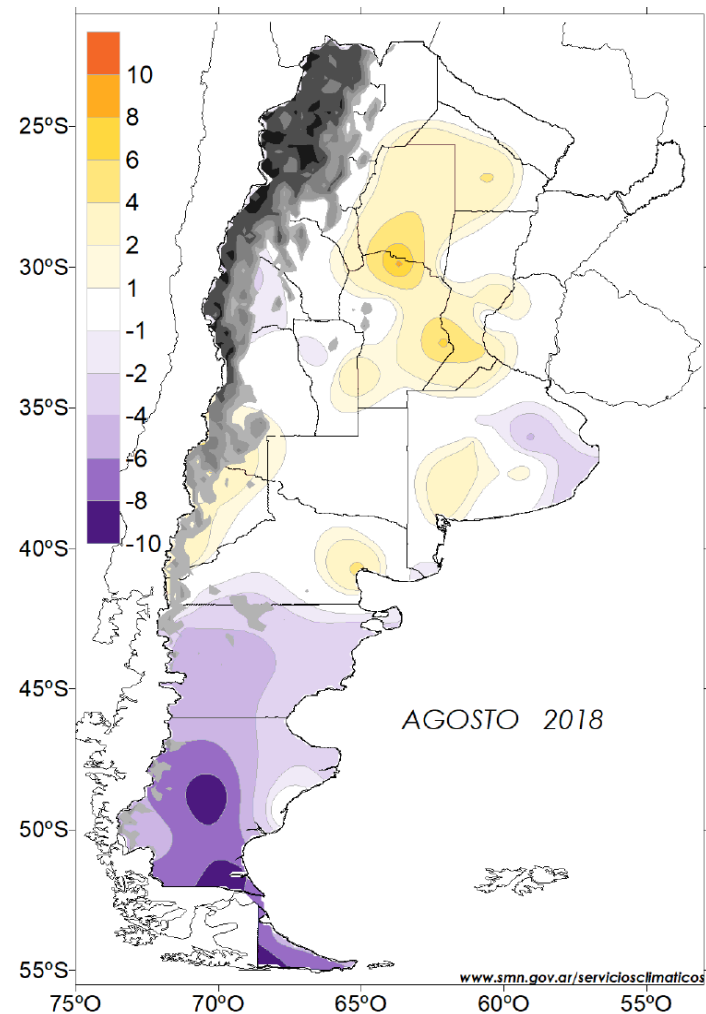 10
8
6
4
2
1
-1
-2
-4
-6
-8
-10
25ºS
30ºS
35ºS
40ºS
45ºS
50ºS
55ºS
AGOSTO 2018
www.smn.gov.ar/serviciosclimaticos
75ºO 70ºO 65ºO 60ºO 55ºO